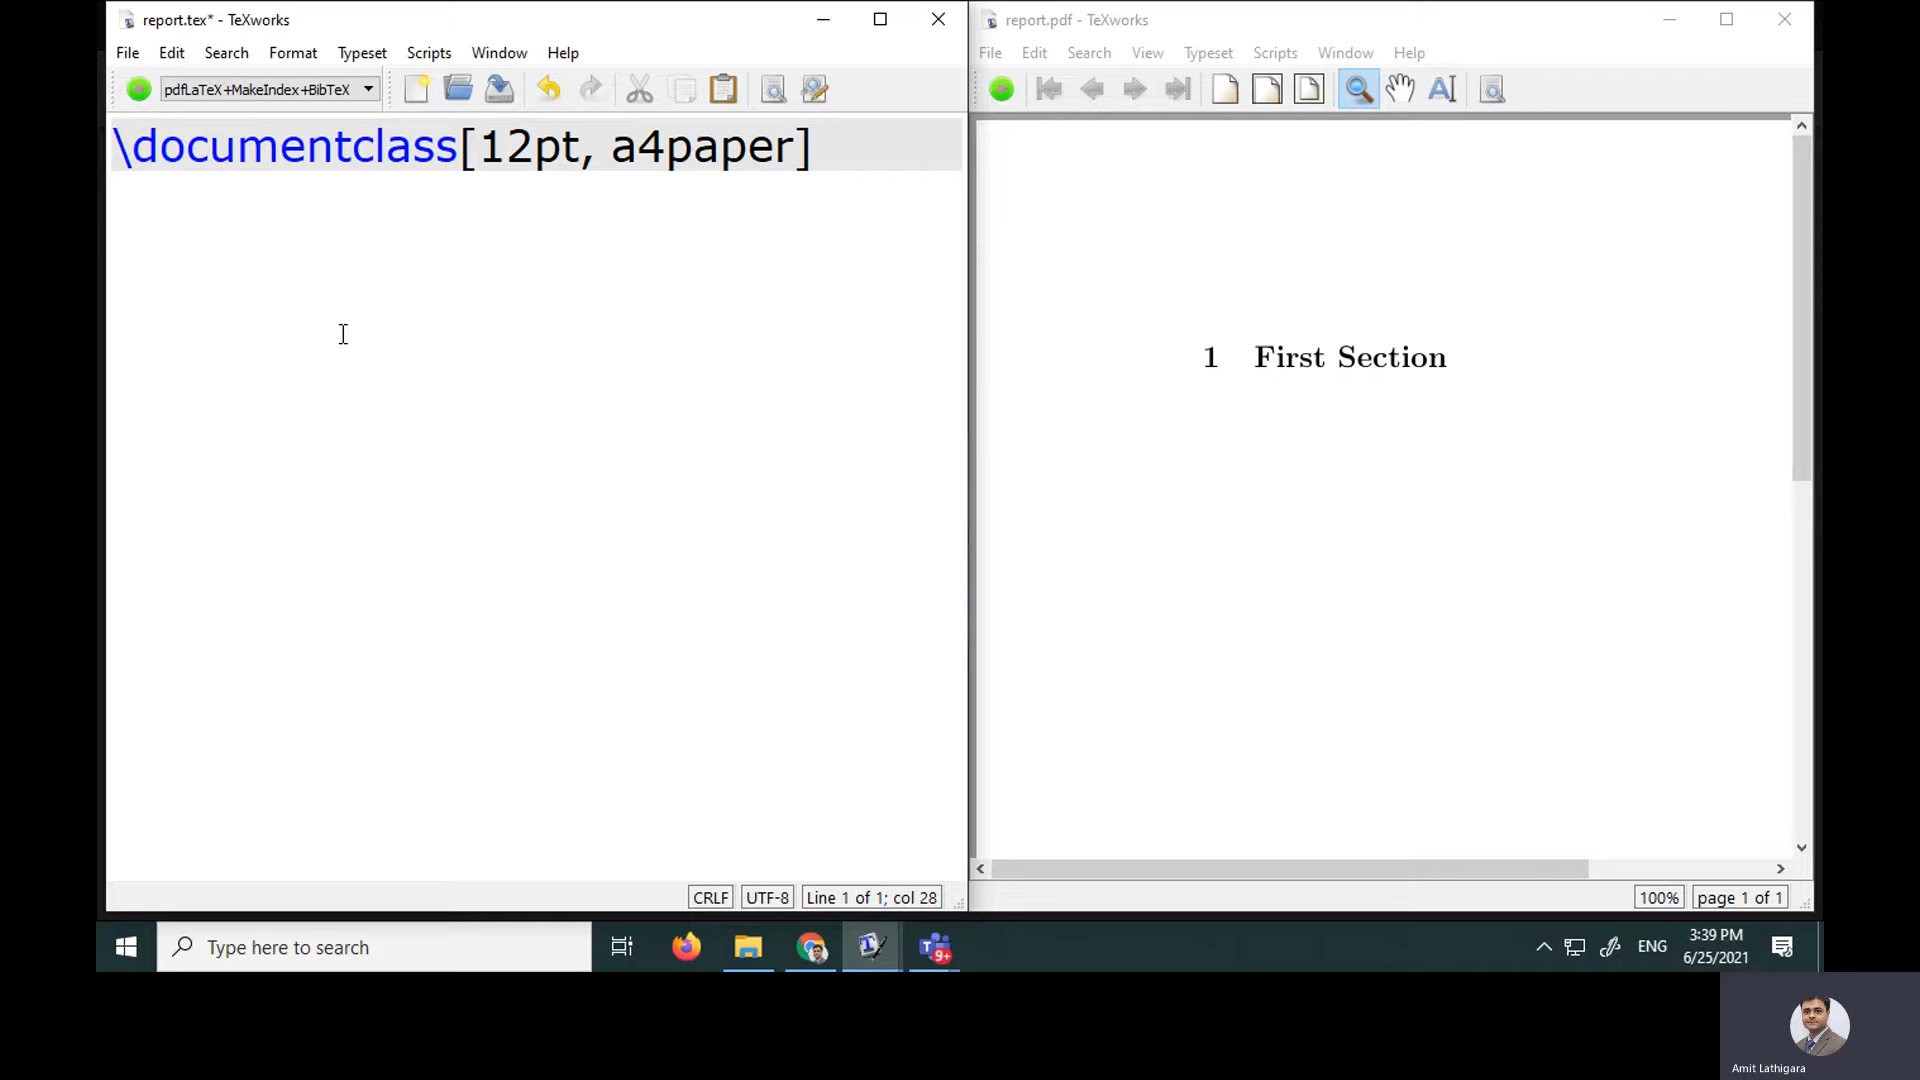 report.tex* - TeXworks
File Edit Search Format Typeset Scripts Window Help
pdfLaTeX+MakeIndex+BibTeX
\documentclass[12pt, a4paper]
CRLF UTF-8 Line 1 of 1; col 28
report.pdf - TeXworks
File Edit Search View Typeset Scripts Window Help
1 First Section
100% page 1 of 1
Type here to search
9+
ENG
3:39 PM
6/25/2021
Amit Lathigara